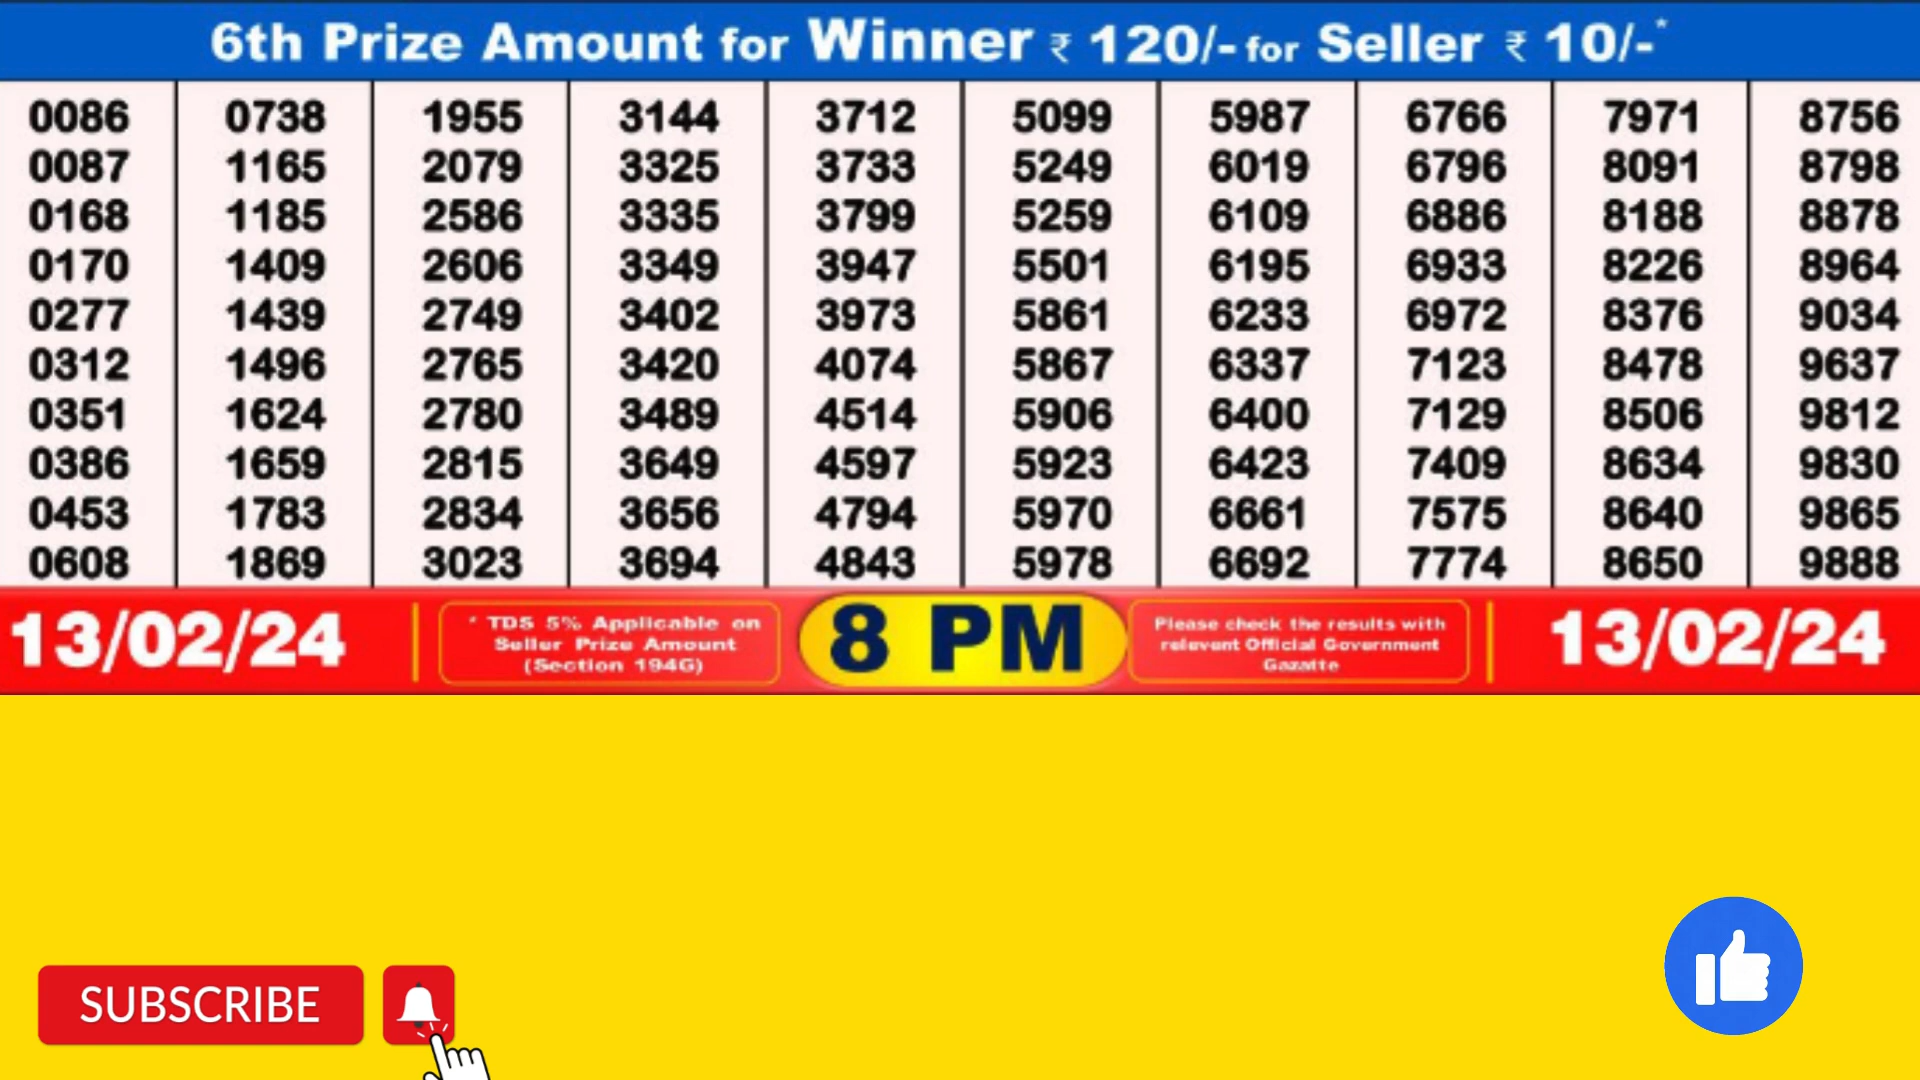 6th Prize Amount for Winner ₹ 120/- for Seller ₹ 10/-*
0086 0738 1955 3144 3712 5099 5987 6766 7971 8756
0087 1165 2079 3325 3733 5249 6019 6796 8091 8798
0168 1185 2586 3335 3799 5259 6109 6886 8188 8878
0170 1409 2606 3349 3947 5501 6195 6933 8226 8964
0277 1439 2749 3402 3973 5861 6233 6972 8376 9034
0312 1496 2765 3420 4074 5867 6337 7123 8478 9637
0351 1624 2780 3489 4514 5906 6400 7129 8506 9812
0386 1659 2815 3649 4597 5923 6423 7409 8634 9830
0453 1783 2834 3656 4794 5970 6661 7575 8640 9865
0608 1869 3023 3694 4843 5978 6692 7774 8650 9888
13/02/24
* TDS 5% Applicable on
Seller Prize Amount
(Section 194G)
8 PM
Please check the results with
relevant Official Government
Gazatte
13/02/24
SUBSCRIBE